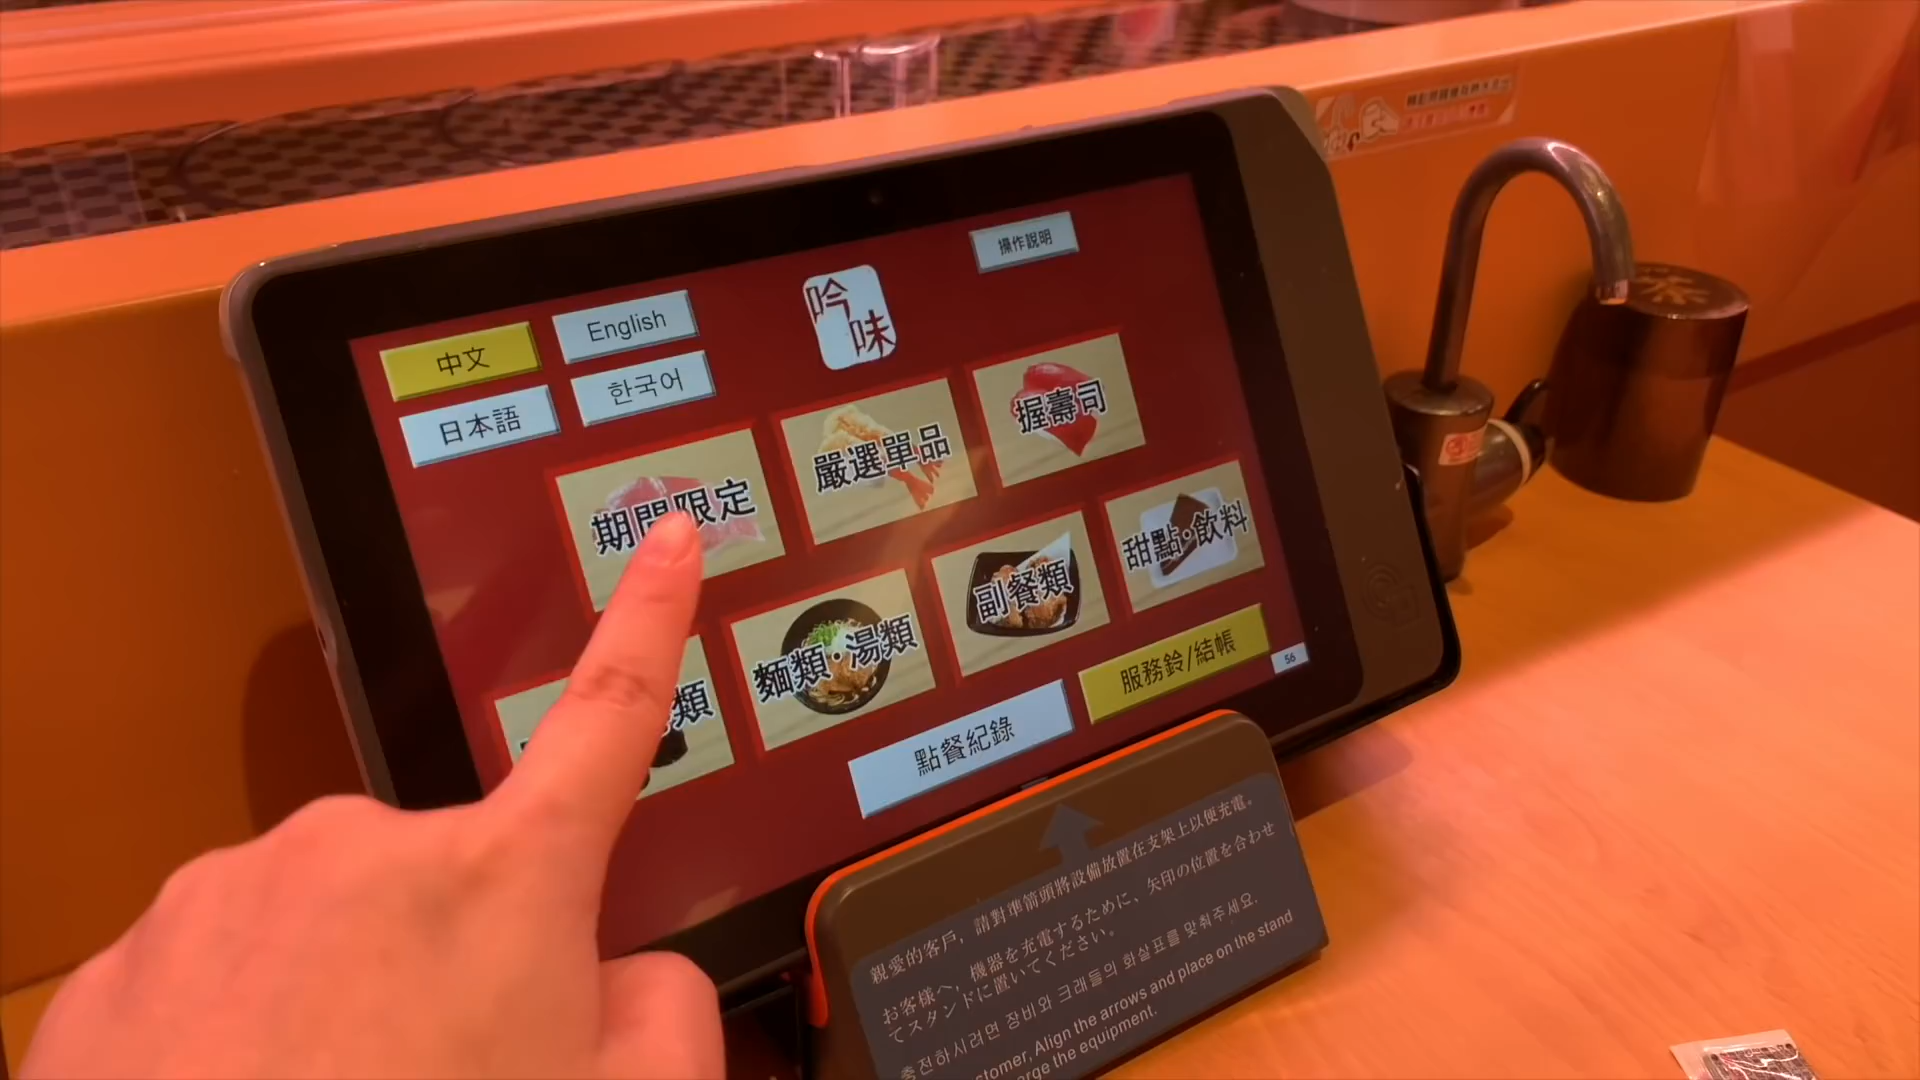 操作說明
吟味
中文
English
日本語
한국어
期間限定
嚴選單品
握壽司
類
麵類·湯類
副餐類
甜點·飲料
點餐紀錄
服務鈴/結帳
56
親愛的客戶，請對準箭頭將設備放置在支架上以便充電。
お客様へ，機器を充電するために、矢印の位置を合わせ
てスタンドに置いてください。
충전하시려면 장비와 크래들의 화살표를 맞춰주세요.
Align the arrows and place on the stand
the equipment.